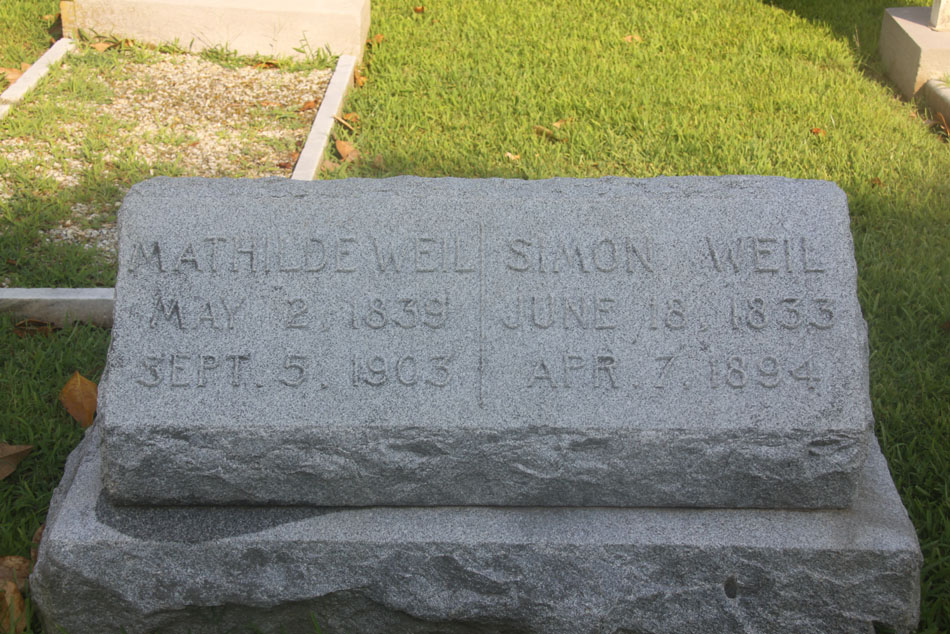 MATHILDE WEIL
MAY 2, 1839
SEPT. 5, 1903
SIMON WEIL
JUNE 18, 1833
APR. 7, 1894